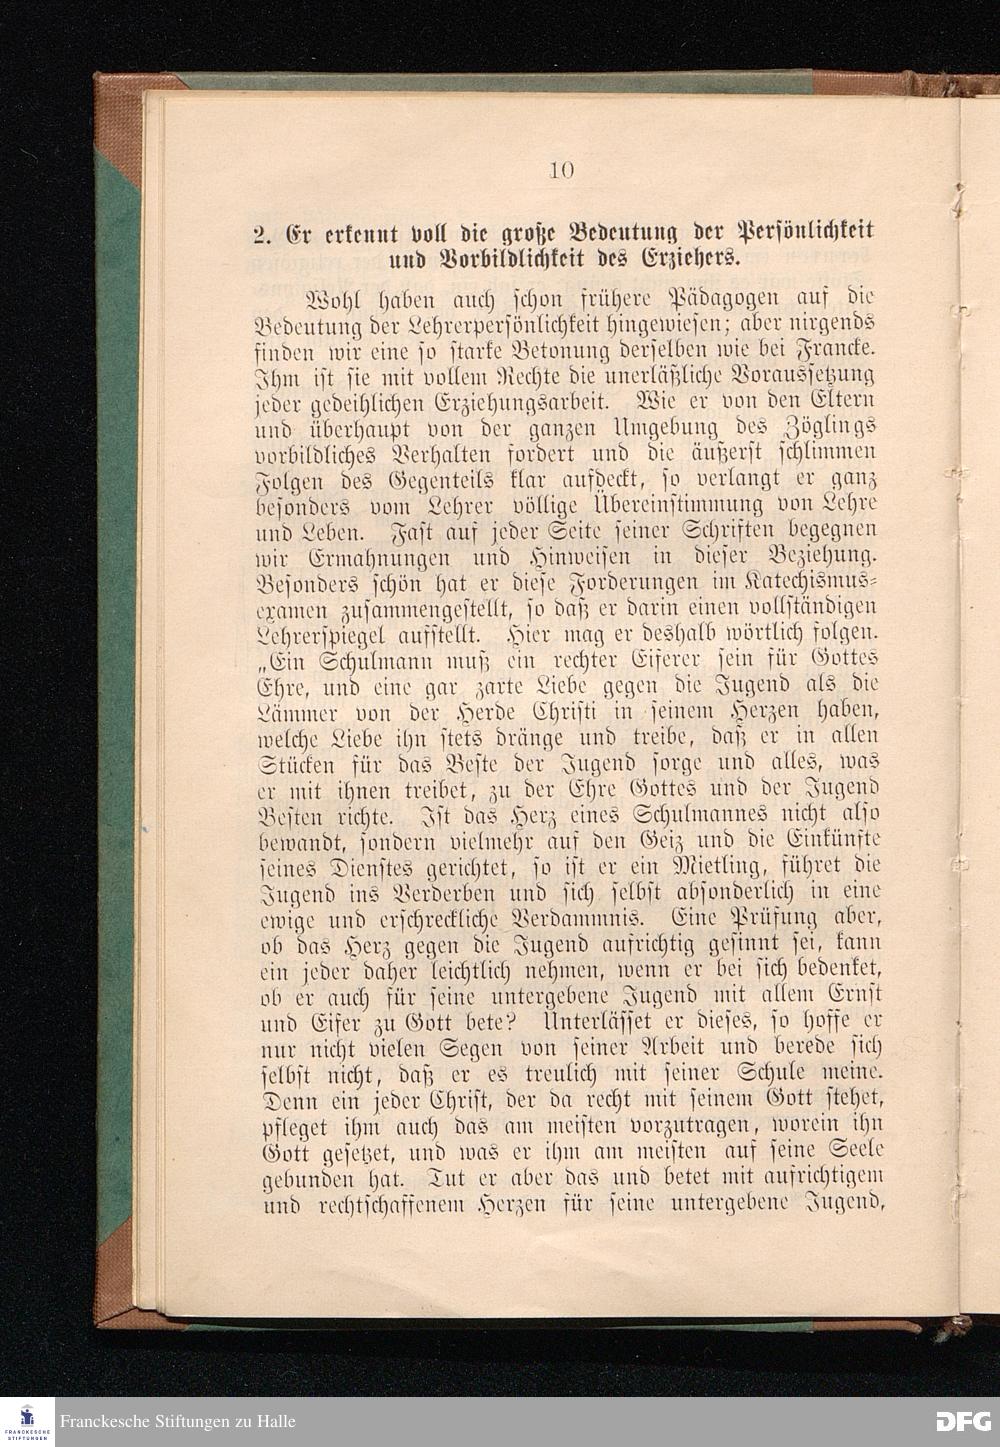 10
2. Er erkennt voll die große Bedeutung der Persönlichkeit
und Vorbildlichkeit des Erziehers.
Wohl haben auch schon frühere Pädagogen auf die
Bedeutung der Lehrerpersönlichkeit hingewiesen; aber nirgends
finden wir eine so starke Betonung derselben wie bei Francke.
Ihm ist sie mit vollem Rechte die unerläßliche Voraussetzung
jeder gedeihlichen Erziehungsarbeit. Wie er von den Eltern
und überhaupt von der ganzen Umgebung des Zöglings
vorbildliches Verhalten fordert und die äußerst schlimmen
Folgen des Gegenteils klar aufdeckt, so verlangt er ganz
besonders vom Lehrer völlige Übereinstimmung von Lehre
und Leben. Fast auf jeder Seite seiner Schriften begegnen
wir Ermahnungen und Hinweisen in dieser Beziehung.
Besonders schön hat er diese Forderungen im Katechismus-
examen zusammengestellt, so daß er darin einen vollständigen
Lehrerspiegel aufstellt. Hier mag er deshalb wörtlich folgen.
„Ein Schulmann muß ein rechter Eiferer sein für Gottes
Ehre, und eine gar zarte Liebe gegen die Jugend als die
Lämmer von der Herde Christi in seinem Herzen haben,
welche Liebe ihn stets dränge und treibe, daß er in allen
Stücken für das Beste der Jugend sorge und alles, was
er mit ihnen treibet, zu der Ehre Gottes und der Jugend
Besten richte. Ist das Herz eines Schulmannes nicht also
bewandt, sondern vielmehr auf den Geiz und die Einkünfte
seines Dienstes gerichtet, so ist er ein Mietling, führet die
Jugend ins Verderben und sich selbst absonderlich in eine
ewige und erschreckliche Verdammnis. Eine Prüfung aber,
ob das Herz gegen die Jugend aufrichtig gesinnt sei, kann
ein jeder daher leichtlich nehmen, wenn er bei sich bedenket,
ob er auch für seine untergebene Jugend mit allem Ernst
und Eifer zu Gott bete? Unterlässet er dieses, so hoffe er
nur nicht vielen Segen von seiner Arbeit und berede sich
selbst nicht, daß er es treulich mit seiner Schule meine.
Denn ein jeder Christ, der da recht mit seinem Gott stehet,
pfleget ihm auch das am meisten vorzutragen, worein ihn
Gott gesetzet, und was er ihm am meisten auf seine Seele
gebunden hat. Tut er aber das und betet mit aufrichtigem
und rechtschaffenem Herzen für seine untergebene Jugend,
FRANCKESCHE
STIFTUNGEN
Franckesche Stiftungen zu Halle
DFG